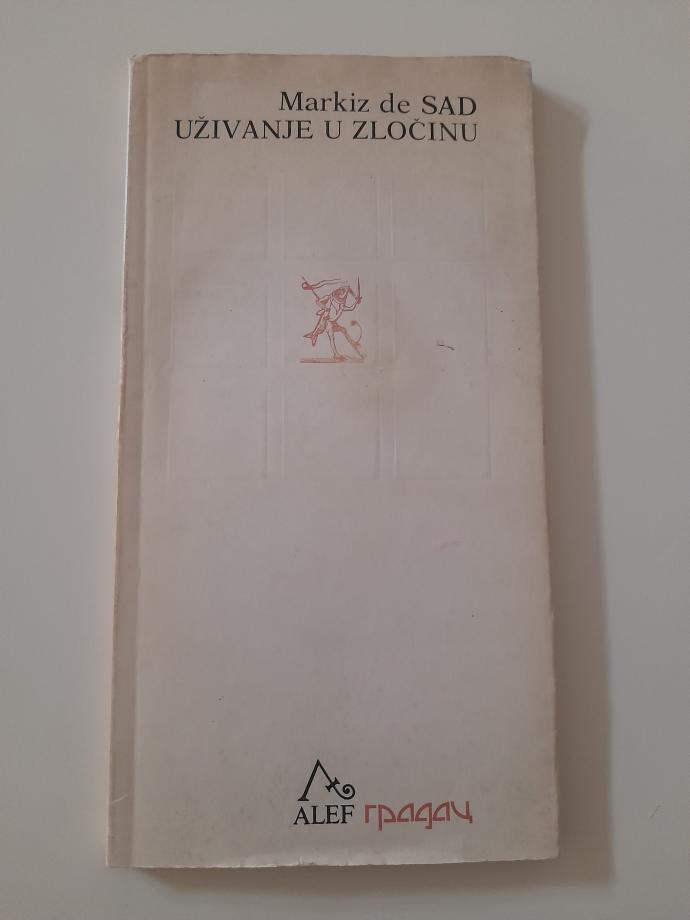 Markiz de SAD
UŽIVANJE U ZLOČINU
ALEF градац